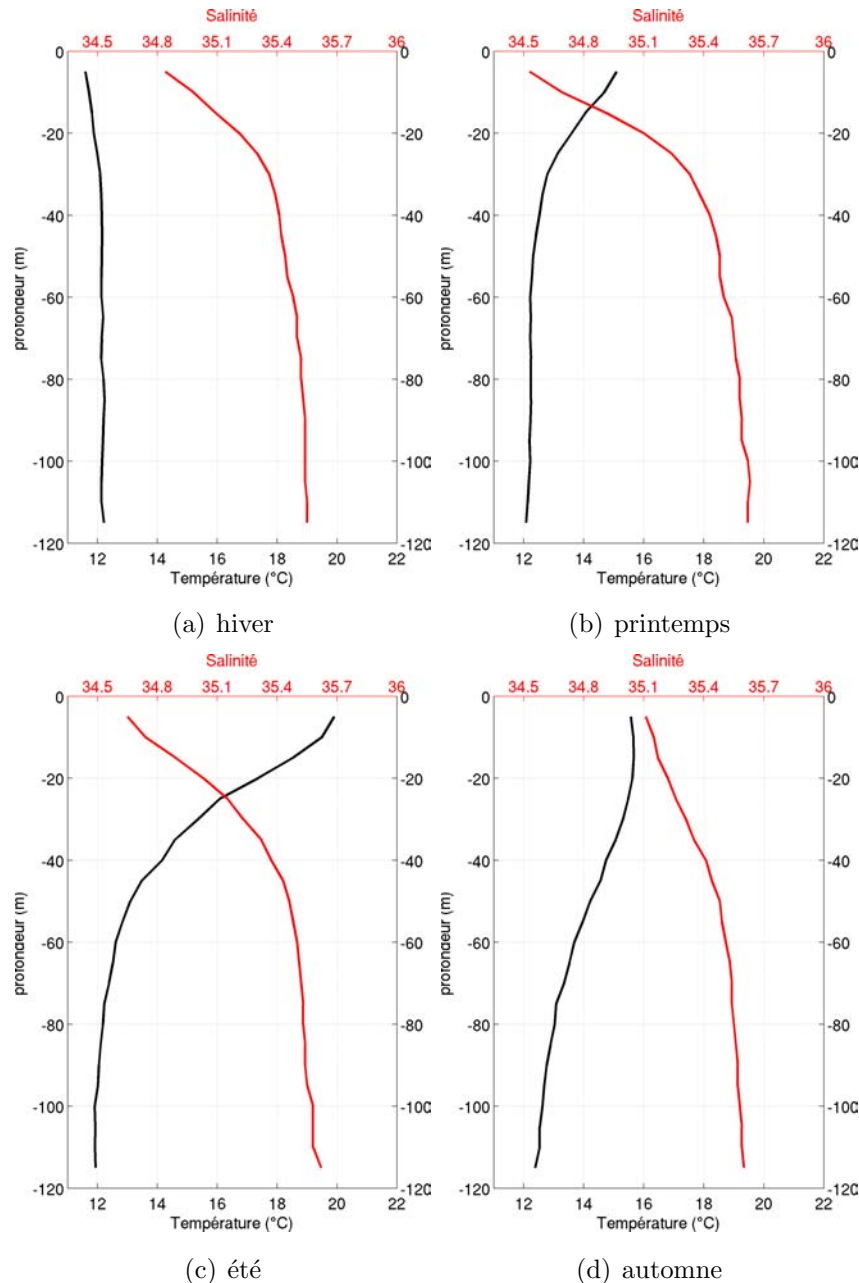 Salinité
34.5 34.8 35.1 35.4 35.7 36
0 0
-20 -20
-40 -40
-60 -60
-80 -80
-100 -100
-120 -120
profondeur (m)
12 14 16 18 20 22
Température (°C)
(a) hiver
Salinité
34.5 34.8 35.1 35.4 35.7 36
0 0
-20 -20
-40 -40
-60 -60
-80 -80
-100 -100
-120 -120
profondeur (m)
12 14 16 18 20 22
Température (°C)
(b) printemps
Salinité
34.5 34.8 35.1 35.4 35.7 36
0 0
-20 -20
-40 -40
-60 -60
-80 -80
-100 -100
-120 -120
profondeur (m)
12 14 16 18 20 22
Température (°C)
(c) été
Salinité
34.5 34.8 35.1 35.4 35.7 36
0 0
-20 -20
-40 -40
-60 -60
-80 -80
-100 -100
-120 -120
profondeur (m)
12 14 16 18 20 22
Température (°C)
(d) automne